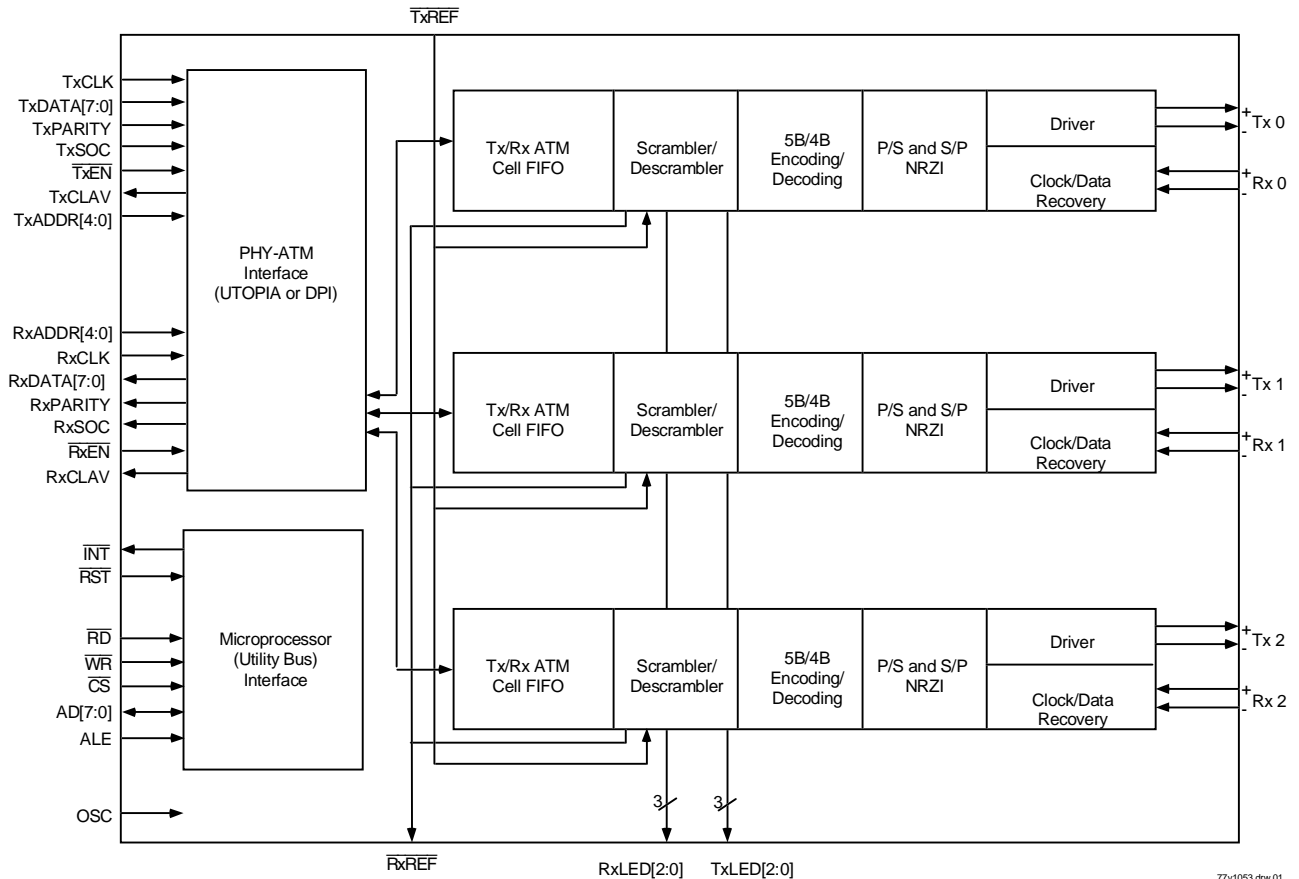 TxREF
TxCLK
TxDATA[7:0]
TxPARITY
TxSOC
TxEN
TxCLAV
TxADDR[4:0]
PHY-ATM
Interface
(UTOPIA or DPI)
RxADDR[4:0]
RxCLK
RxDATA[7:0]
RxPARITY
RxSOC
RxEN
RxCLAV
INT
RST
RD
WR
CS
AD[7:0]
ALE
Microprocessor
(Utility Bus)
Interface
OSC
Tx/Rx ATM
Cell FIFO
Scrambler/
Descrambler
5B/4B
Encoding/
Decoding
P/S and S/P
NRZI
Driver
Clock/Data
Recovery
+
-
Tx 0
+
-
Rx 0
Tx/Rx ATM
Cell FIFO
Scrambler/
Descrambler
5B/4B
Encoding/
Decoding
P/S and S/P
NRZI
Driver
Clock/Data
Recovery
+
-
Tx 1
+
-
Rx 1
Tx/Rx ATM
Cell FIFO
Scrambler/
Descrambler
5B/4B
Encoding/
Decoding
P/S and S/P
NRZI
Driver
Clock/Data
Recovery
+
-
Tx 2
+
-
Rx 2
3
3
RxREF
RxLED[2:0]
TxLED[2:0]
77v1053 drw 01